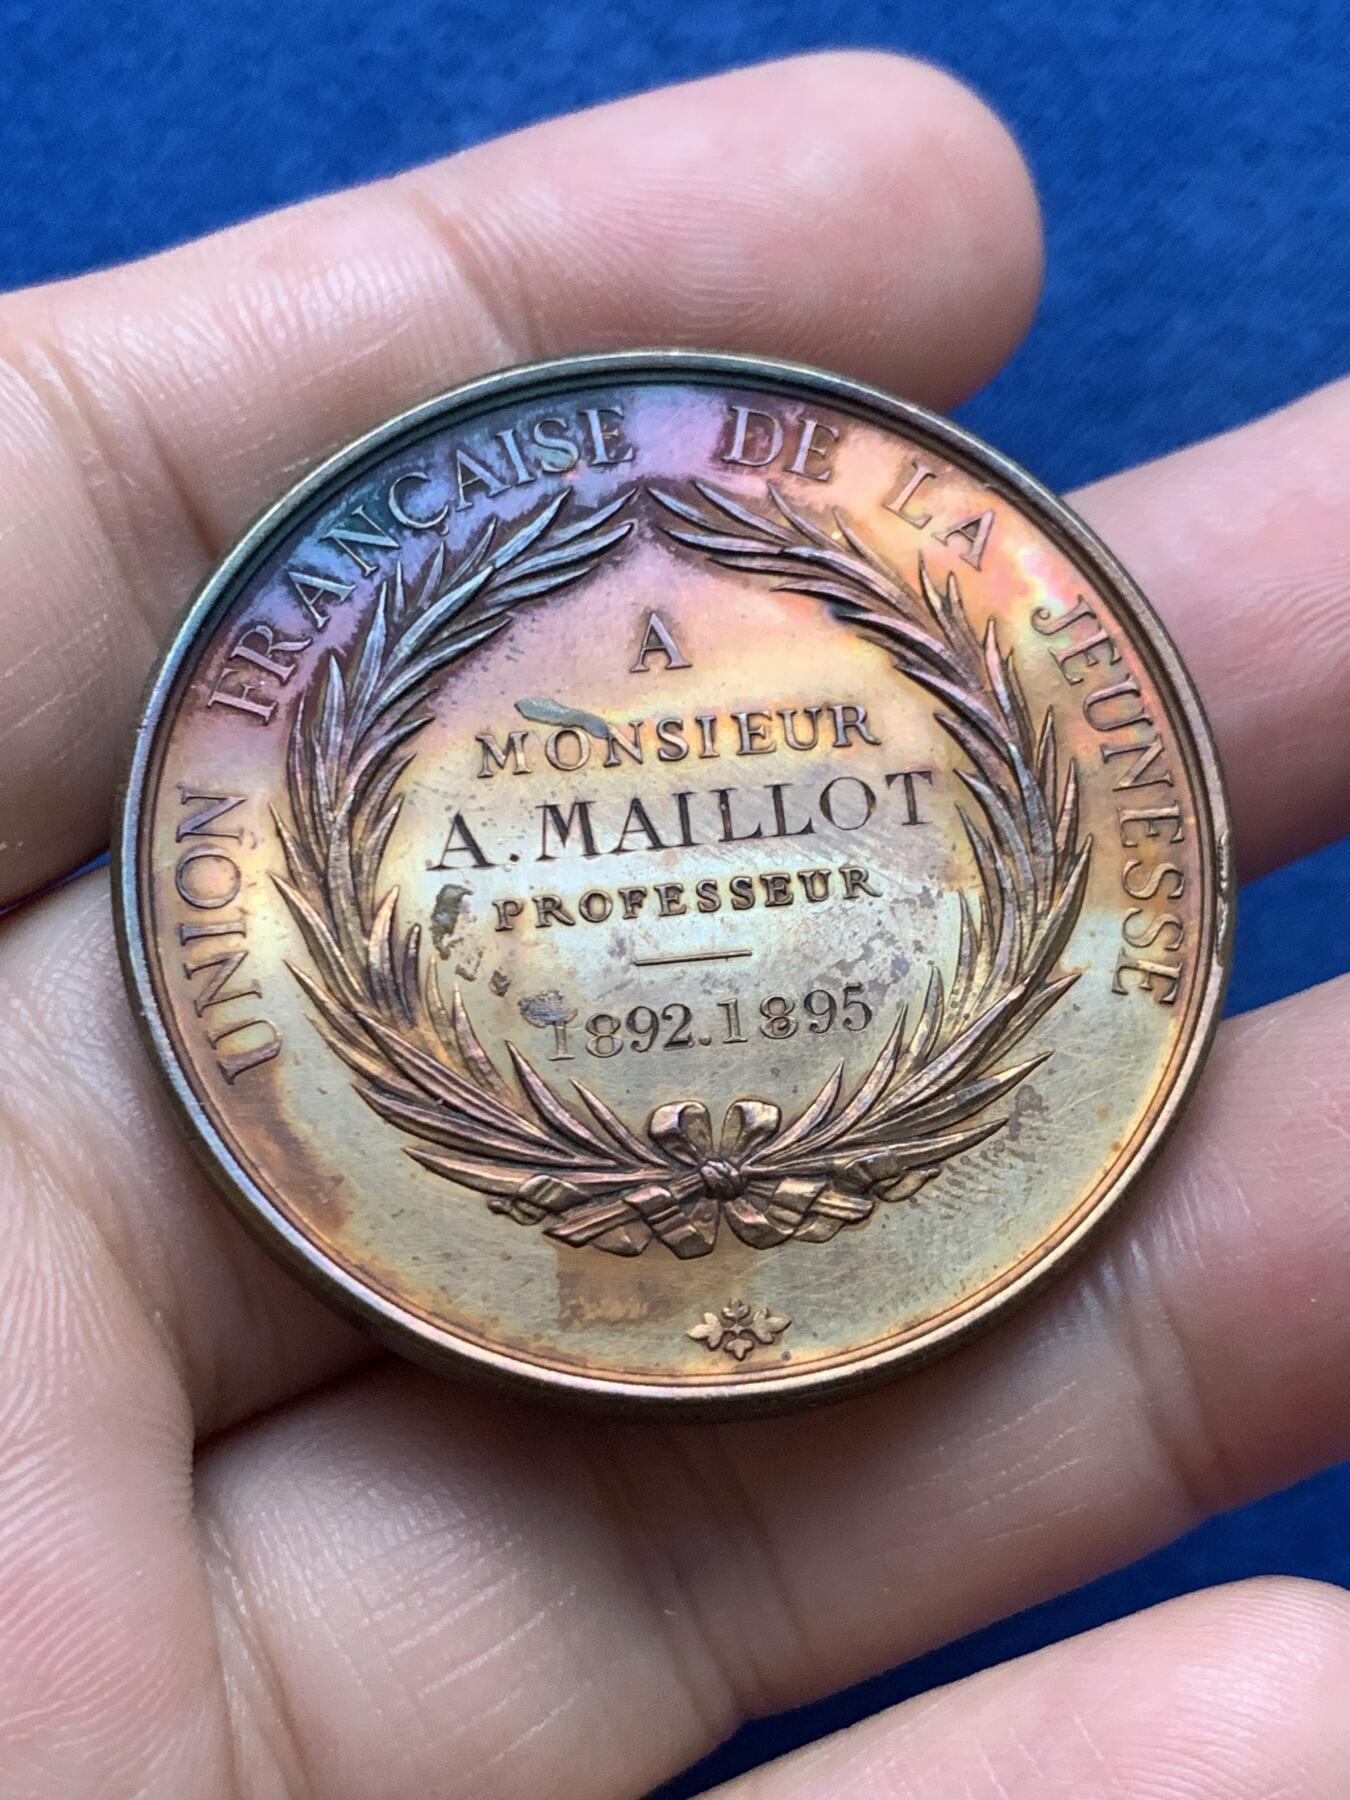 UNION FRANÇAISE DE LA JEUNESSE
A
MONSIEUR
A. MAILLOT
PROFESSEUR
1892.1895